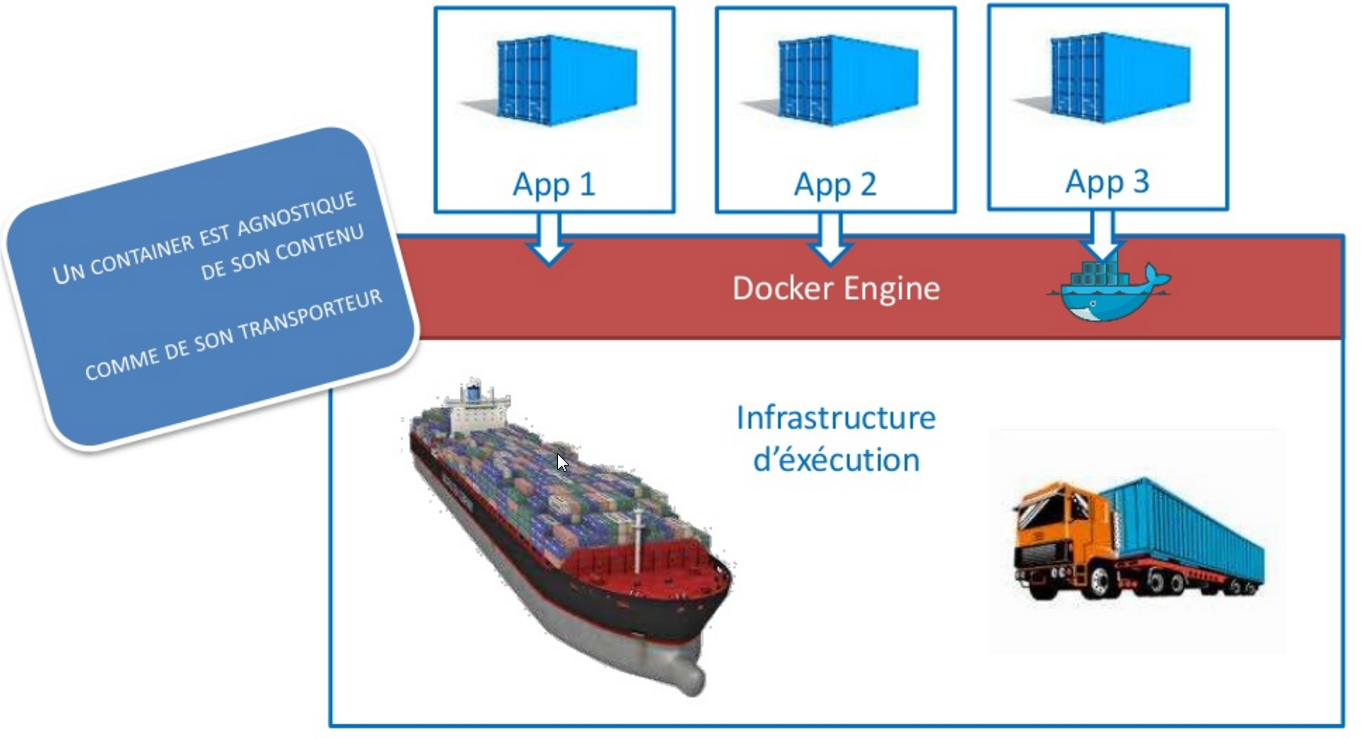 App 1
App 2
App 3
UN CONTAINER EST AGNOSTIQUE
DE SON CONTENU
COMME DE SON TRANSPORTEUR
Docker Engine
Infrastructure
d’éxécution